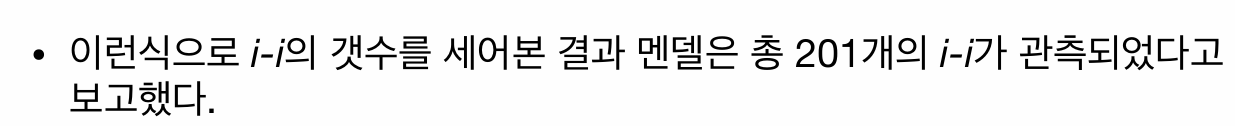 • 이런식으로 i-i의 갯수를 세어본 결과 멘델은 총 201개의 i-i가 관측되었다고
보고했다.